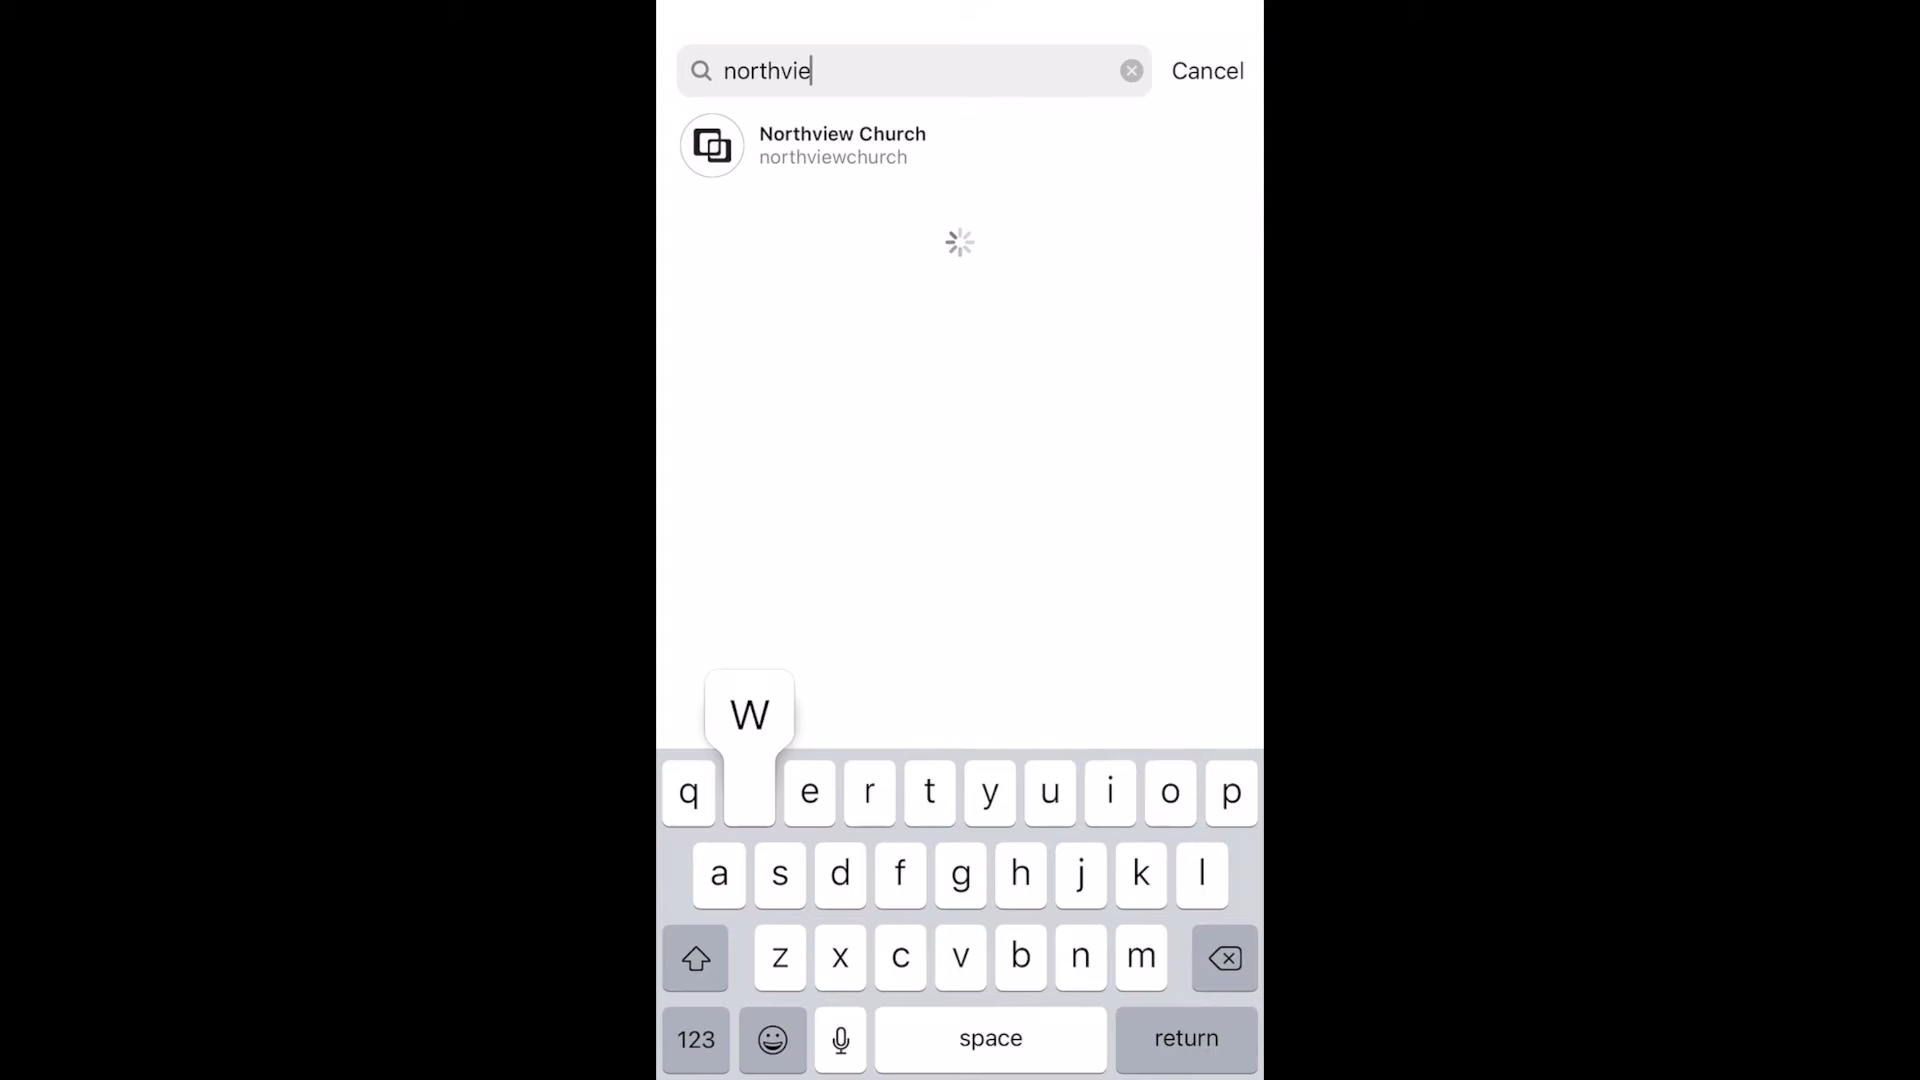 northvie
Cancel
Northview Church
northviewchurch
W
q e r t y u i o p
a s d f g h j k l
z x c v b n m
123 space return